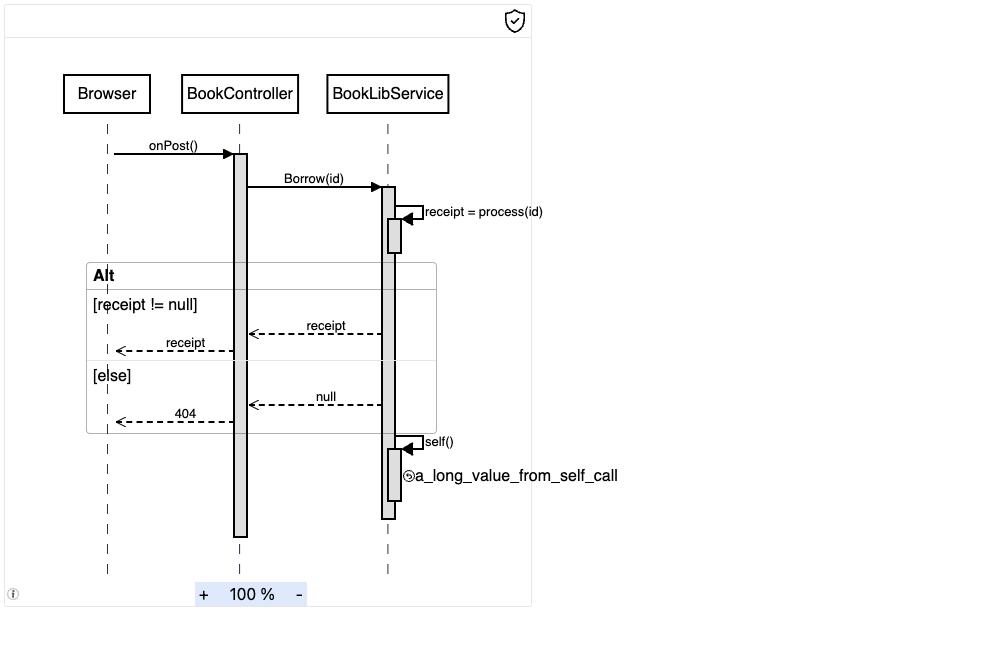 Browser
BookController
BookLibService
onPost()
Borrow(id)
receipt = process(id)
Alt
[receipt != null]
receipt
receipt
[else]
null
404
self()
a_long_value_from_self_call
+ 100 % -